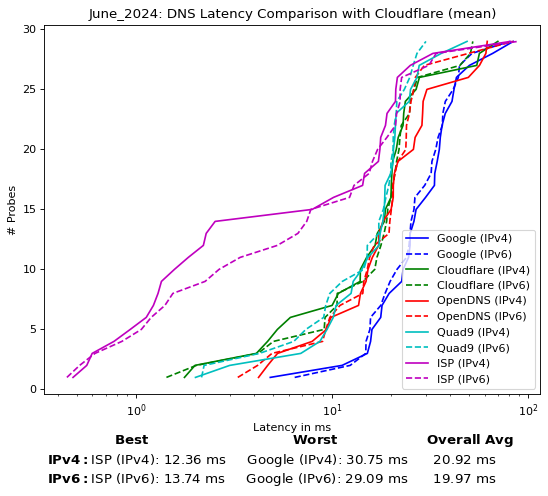 June_2024: DNS Latency Comparison with Cloudflare (mean)
# Probes
30
25
20
15
10
5
0
Google (IPv4)
Google (IPv6)
Cloudflare (IPv4)
Cloudflare (IPv6)
OpenDNS (IPv4)
OpenDNS (IPv6)
Quad9 (IPv4)
Quad9 (IPv6)
ISP (IPv4)
ISP (IPv6)
10⁰ 10¹ 10²
Latency in ms
Best Worst Overall Avg
IPv4: ISP (IPv4): 12.36 ms Google (IPv4): 30.75 ms 20.92 ms
IPv6: ISP (IPv6): 13.74 ms Google (IPv6): 29.09 ms 19.97 ms